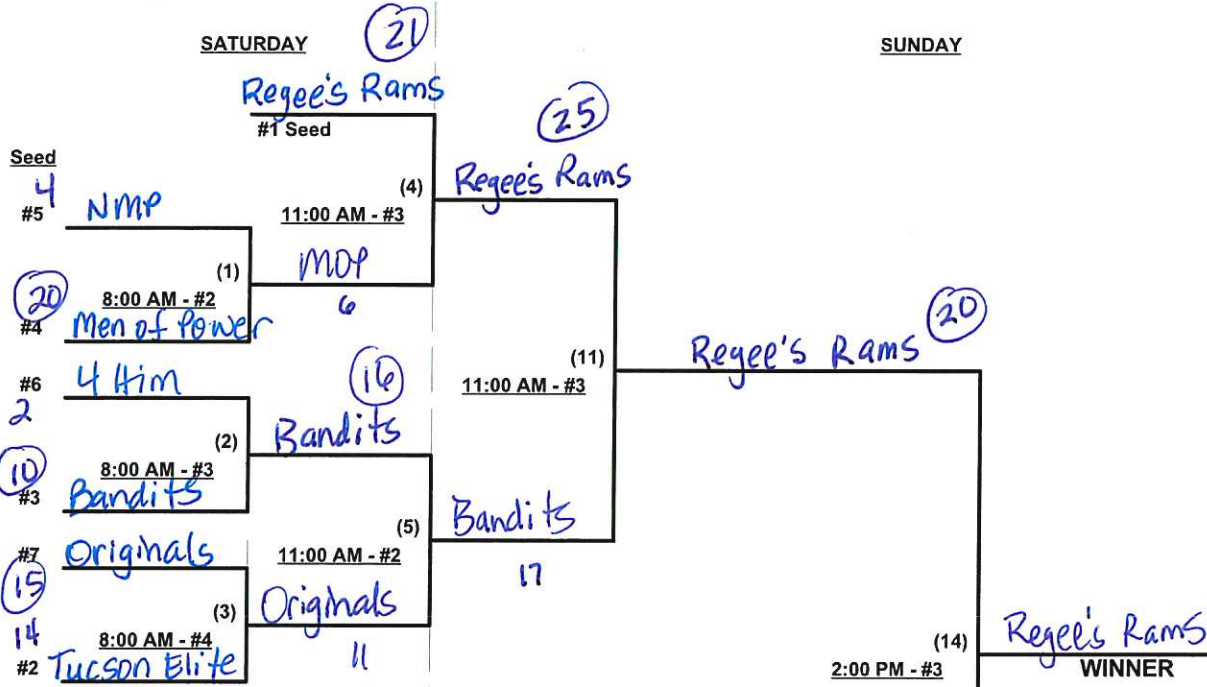 SATURDAY
21
SUNDAY
Regee's Rams
#1 Seed
25
Seed
4
#5 NMP
(4)
11:00 AM - #3
Regee's Rams
(1)
8:00 AM - #2
MOP
6
20
#4 Men of Power
20
#6 4 Him
2
16
(11)
11:00 AM - #3
Regee's Rams
(2)
8:00 AM - #3
Bandits
10
#3 Bandits
(5)
11:00 AM - #2
Bandits
17
#7 Originals
15
(3)
8:00 AM - #4
Originals
11
14
#2 Tucson Elite
(14)
2:00 PM - #3
Regee's Rams
WINNER